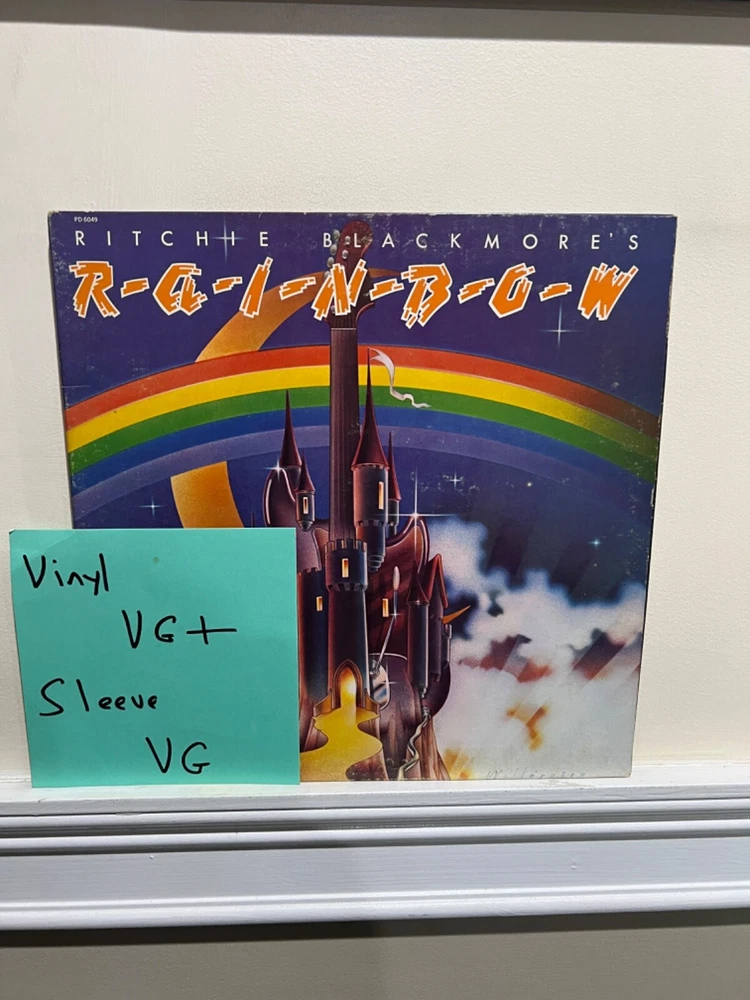 PD 6049
RITCHIE BLACKMORE'S
R-A-I-N-B-O-W
Vinyl
VG+
Sleeve
VG